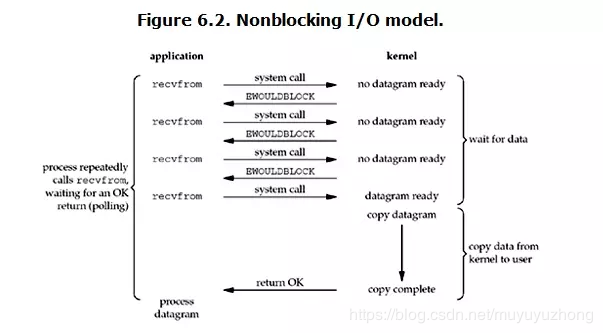 Figure 6.2. Nonblocking I/O model.
application kernel
recvfrom system call no datagram ready
EWOULDBLOCK
recvfrom system call no datagram ready
EWOULDBLOCK
recvfrom system call no datagram ready
EWOULDBLOCK
recvfrom system call datagram ready
process repeatedly
calls recvfrom,
waiting for an OK
return (polling)
wait for data
copy datagram
copy data from
kernel to user
return OK copy complete
process
datagram
https://blog.csdn.net/muyuyuzhong